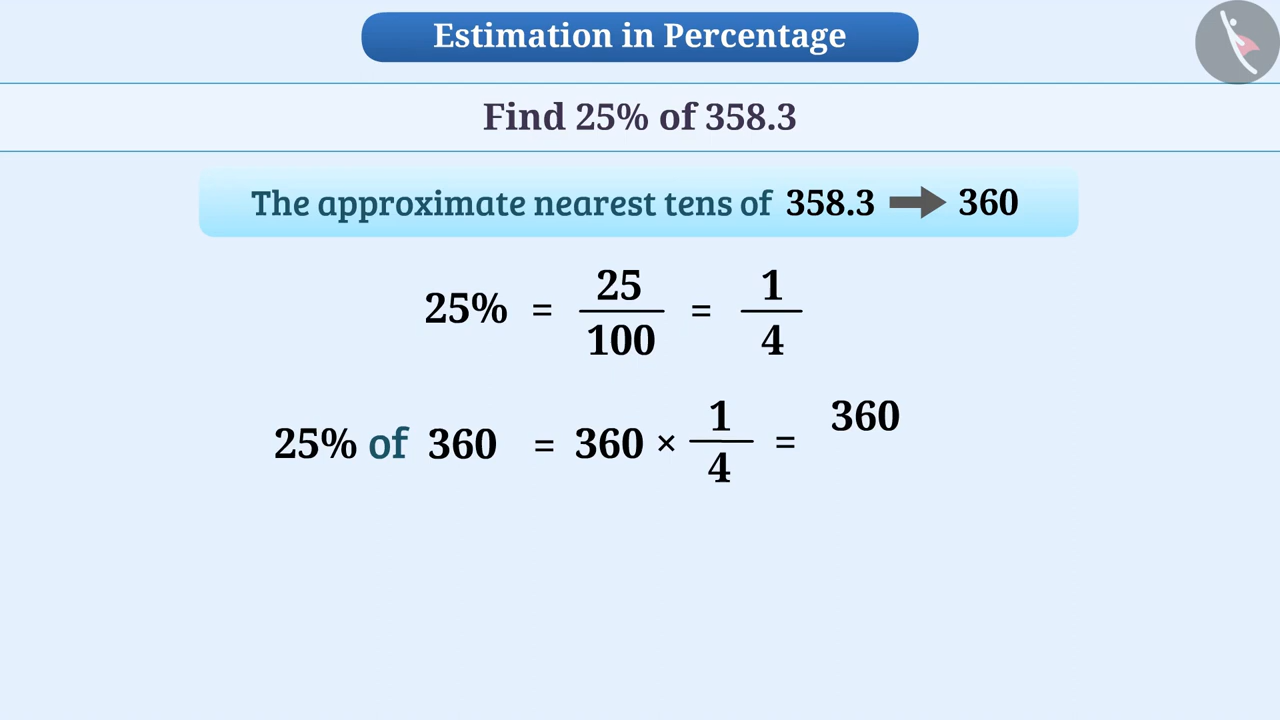 Estimation in Percentage
Find 25% of 358.3
The approximate nearest tens of 358.3 → 360
25% = 25/100 = 1/4
25% of 360 = 360 × 1/4 = 360